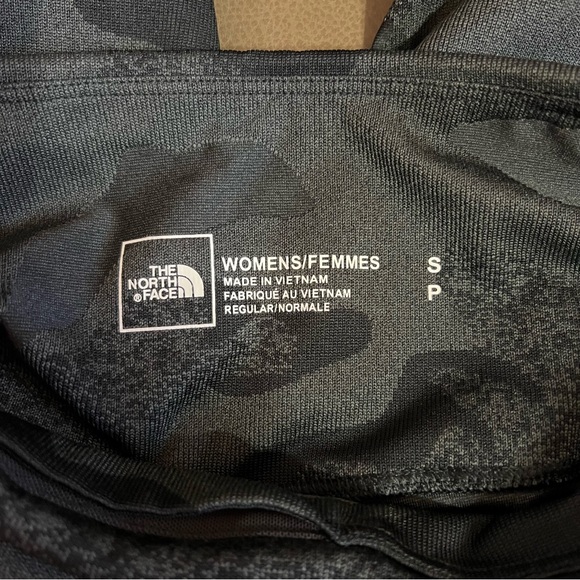 THE
NORTH
®FACE
WOMENS/FEMMES
MADE IN VIETNAM
FABRIQUÉ AU VIETNAM
REGULAR/NORMALE
S
P